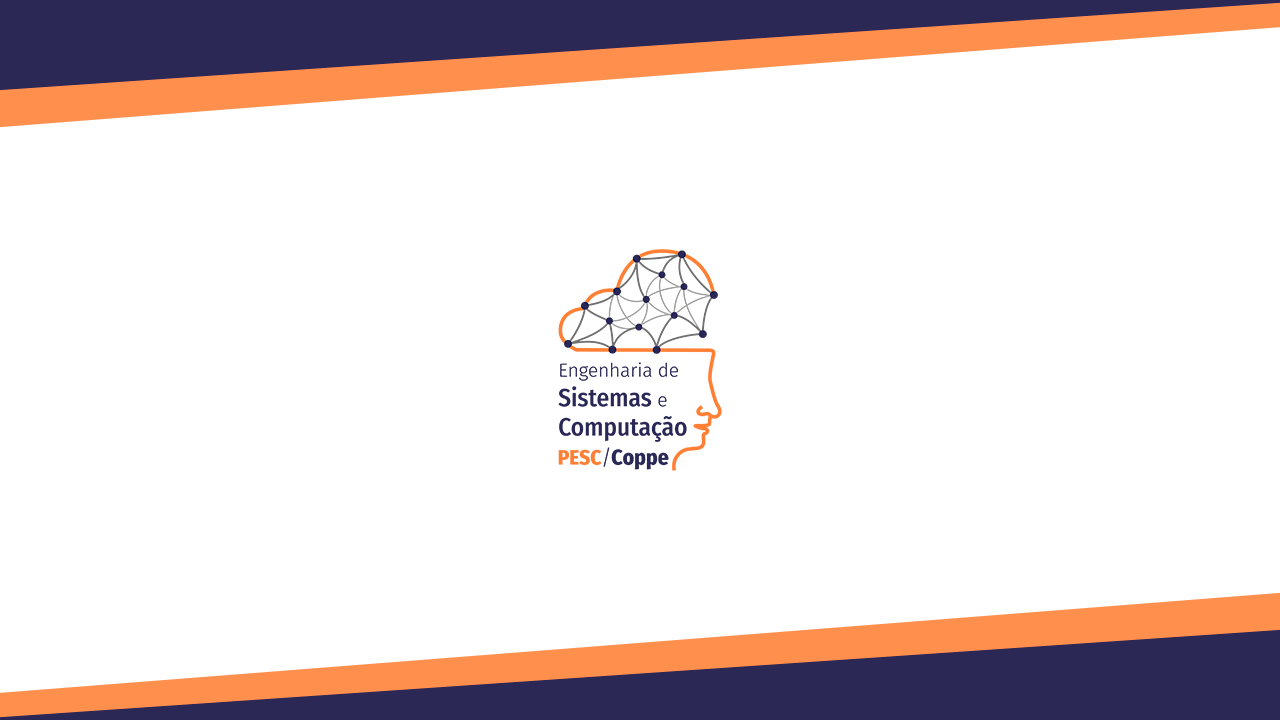 Engenharia de
Sistemas e
Computação
PESC/Coppe